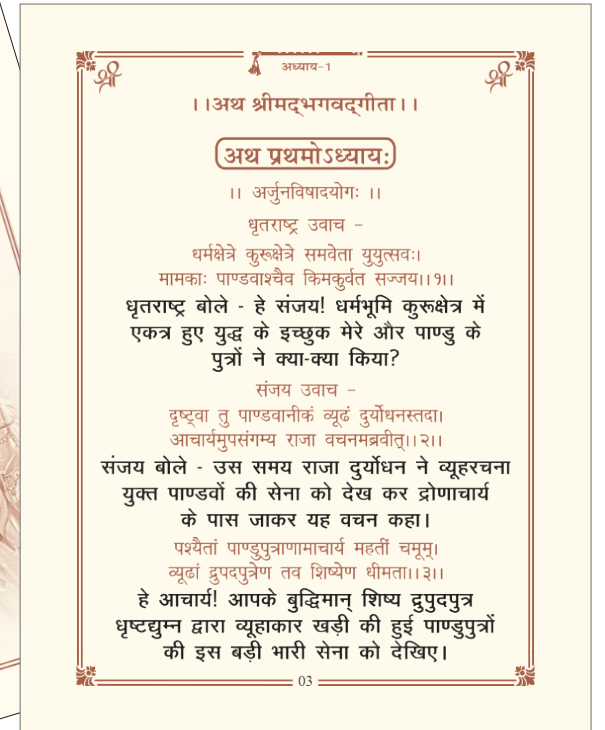 अध्याय-1
श्री श्री
।।अथ श्रीमद्भगवद्गीता।।
अथ प्रथमोऽध्यायः
।। अर्जुनविषादयोगः ।।
धृतराष्ट्र उवाच -
धर्मक्षेत्रे कुरूक्षेत्रे समवेता युयुत्सवः।
मामकाः पाण्डवाश्चैव किमकुर्वत सञ्जय।।१।।
धृतराष्ट्र बोले - हे संजय! धर्मभूमि कुरूक्षेत्र में
एकत्र हुए युद्ध के इच्छुक मेरे और पाण्डु के
पुत्रों ने क्या-क्या किया?
संजय उवाच -
दृष्ट्वा तु पाण्डवानीकं व्यूढं दुर्योधनस्तदा।
आचार्यमुपसंगम्य राजा वचनमब्रवीत्।।२।।
संजय बोले - उस समय राजा दुर्योधन ने व्यूहरचना
युक्त पाण्डवों की सेना को देख कर द्रोणाचार्य
के पास जाकर यह वचन कहा।
पश्यैतां पाण्डुपुत्राणामाचार्य महतीं चमूम्।
व्यूढां द्रुपदपुत्रेण तव शिष्येण धीमता।।३।।
हे आचार्य! आपके बुद्धिमान् शिष्य द्रुपुदपुत्र
धृष्टद्युम्न द्वारा व्यूहाकार खड़ी की हुई पाण्डुपुत्रों
की इस बड़ी भारी सेना को देखिए।
03